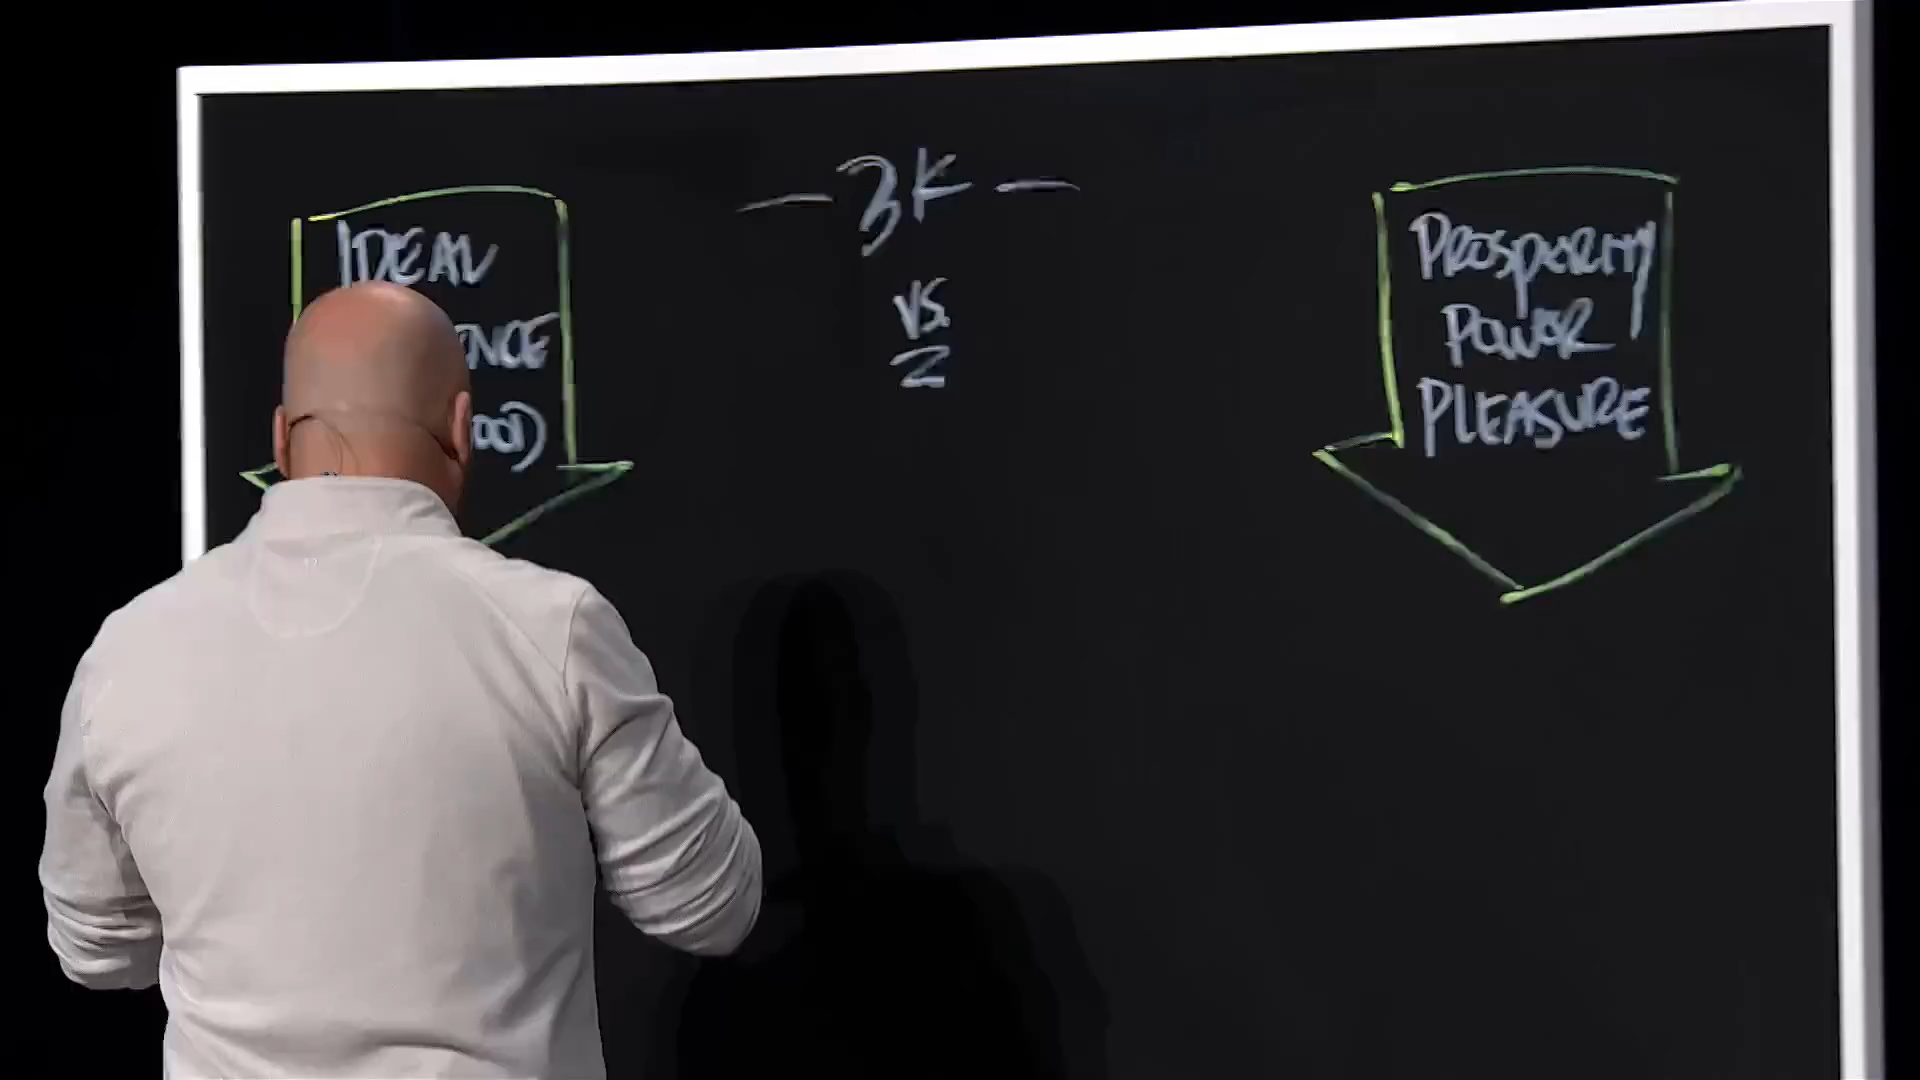 IDEAL
- 3K -
VS.
2
PROSPERITY
POWER
PLEASURE